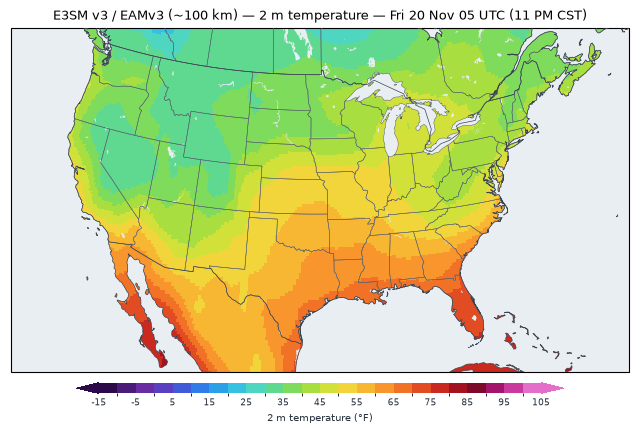 E3SM v3 / EAMv3 (~100 km) — 2 m temperature — Fri 20 Nov 05 UTC (11 PM CST)
-15 -5 5 15 25 35 45 55 65 75 85 95 105
2 m temperature (°F)